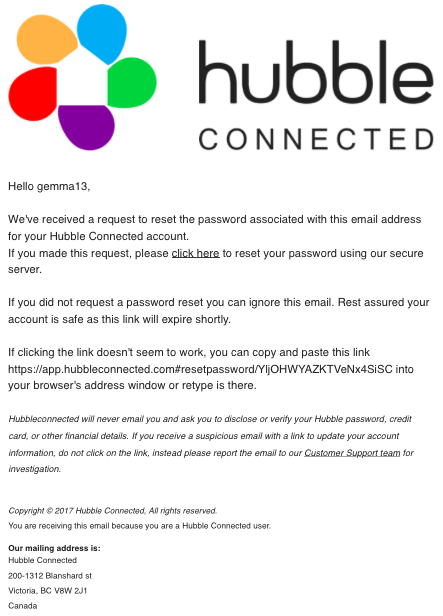 hubble
CONNECTED
Hello gemma13,
We've received a request to reset the password associated with this email address
for your Hubble Connected account.
If you made this request, please click here to reset your password using our secure
server.
If you did not request a password reset you can ignore this email. Rest assured your
account is safe as this link will expire shortly.
If clicking the link doesn't seem to work, you can copy and paste this link
https://app.hubbleconnected.com#resetpassword/YIjOHWYAZKTVeNx4SiSC into
your browser's address window or retype is there.
Hubbleconnected will never email you and ask you to disclose or verify your Hubble password, credit
card, or other financial details. If you receive a suspicious email with a link to update your account
information, do not click on the link, instead please report the email to our Customer Support team for
investigation.
Copyright © 2017 Hubble Connected, All rights reserved.
You are receiving this email because you are a Hubble Connected user.
Our mailing address is:
Hubble Connected
200-1312 Blanshard st
Victoria, BC V8W 2J1
Canada